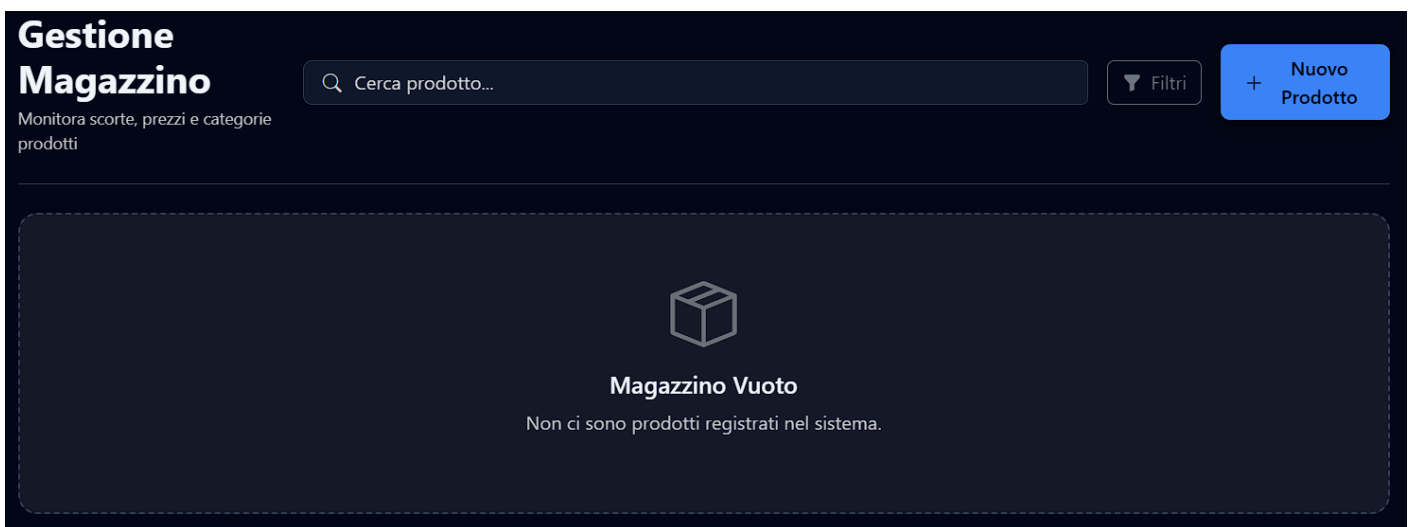 Gestione
Magazzino
Monitora scorte, prezzi e categorie
prodotti
Cerca prodotto...
Filtri
Nuovo
Prodotto
Magazzino Vuoto
Non ci sono prodotti registrati nel sistema.